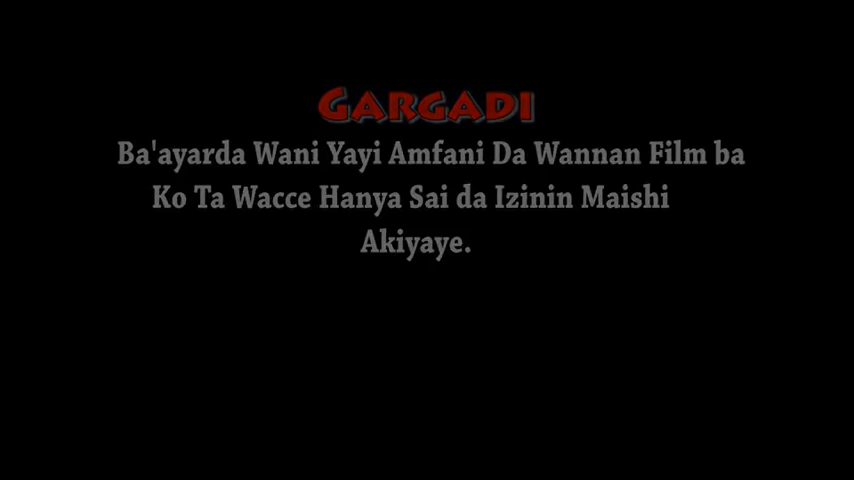 GARGADI
Ba'ayarda Wani Yayi Amfani Da Wannan Film ba
Ko Ta Wacce Hanya Sai da Izinin Maishi
Akiyaye.